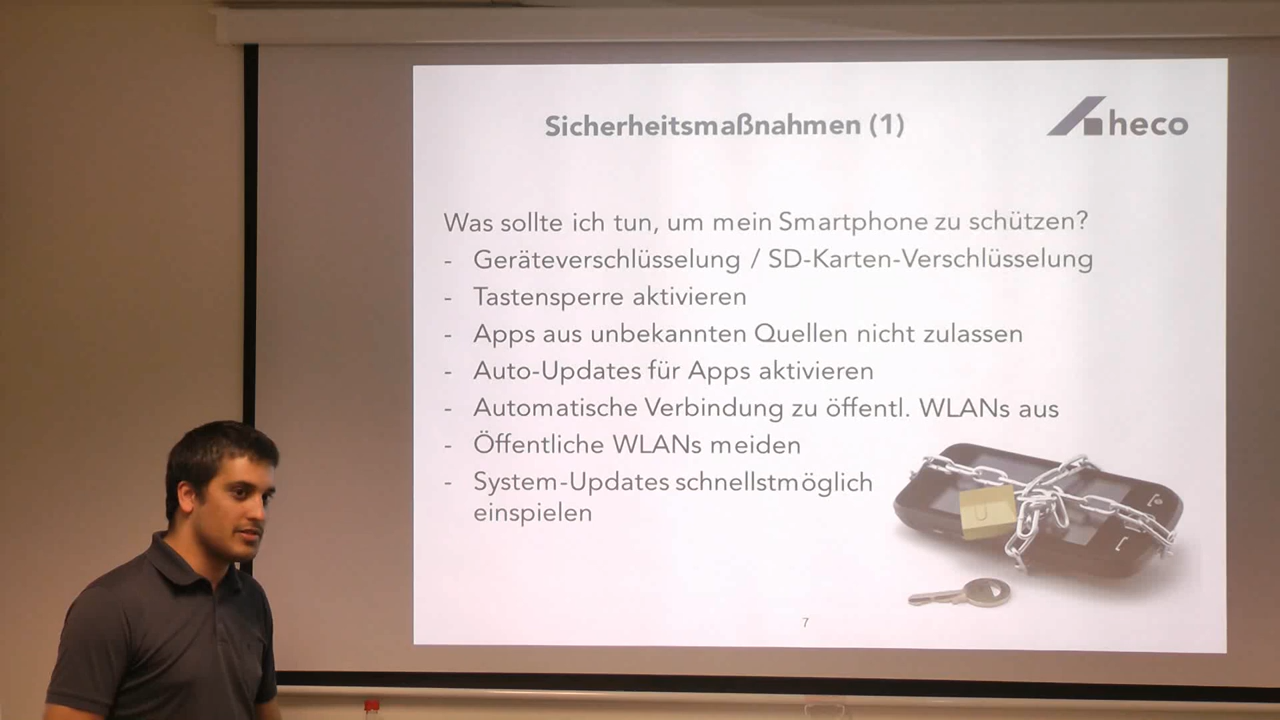 Sicherheitsmaßnahmen (1)
heco
Was sollte ich tun, um mein Smartphone zu schützen?
- Geräteverschlüsselung / SD-Karten-Verschlüsselung
- Tastensperre aktivieren
- Apps aus unbekannten Quellen nicht zulassen
- Auto-Updates für Apps aktivieren
- Automatische Verbindung zu öffentl. WLANs aus
- Öffentliche WLANs meiden
- System-Updates schnellstmöglich
einspielen
7